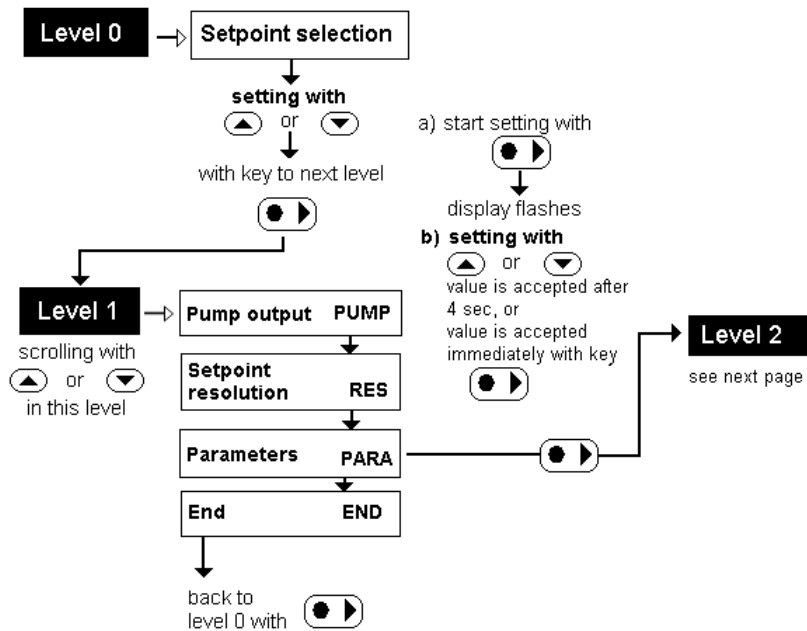 Level 0
Setpoint selection
setting with
or
with key to next level
a) start setting with
display flashes
b) setting with
or
value is accepted after
4 sec, or
value is accepted
immediately with key
Level 1
scrolling with
or
in this level
Pump output PUMP
Setpoint
resolution RES
Parameters PARA
End END
back to
level 0 with
Level 2
see next page